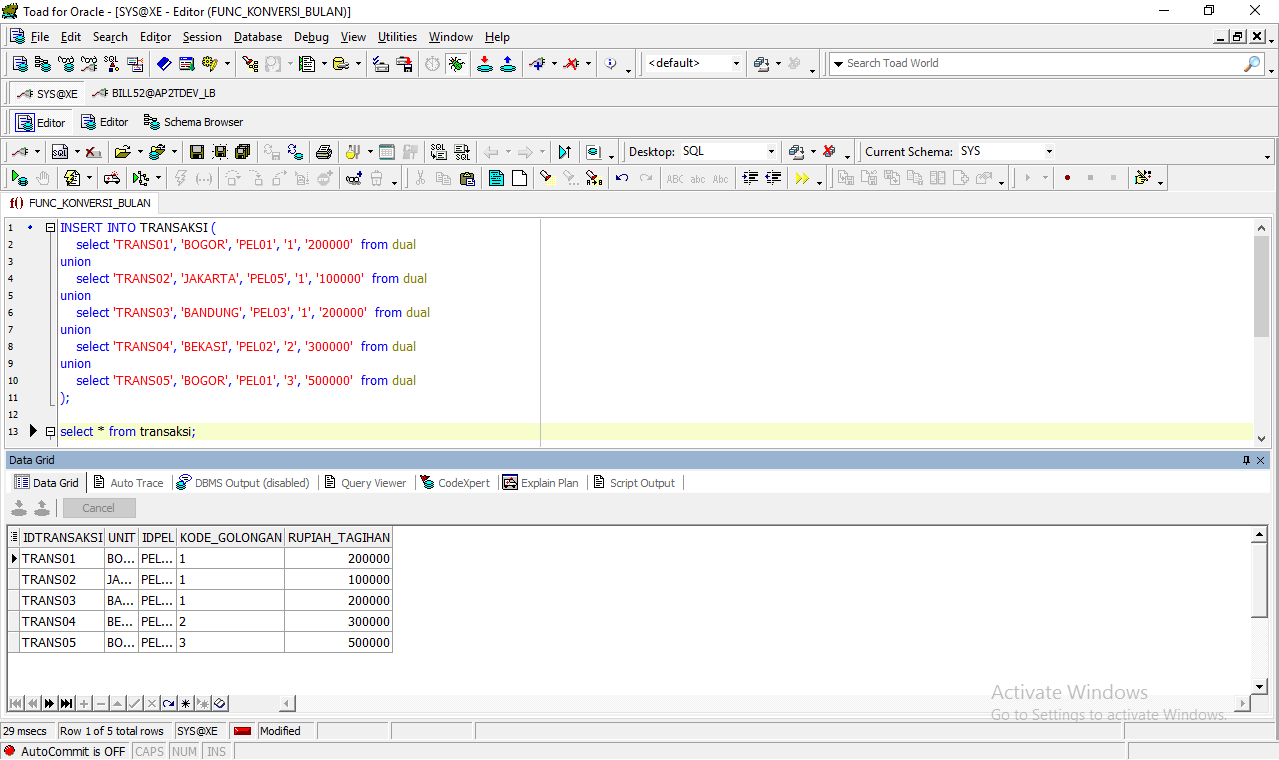 Toad for Oracle - [SYS@XE - Editor (FUNC_KONVERSI_BULAN)]
File Edit Search Editor Session Database Debug View Utilities Window Help
<default> Search Toad World
SYS@XE BILL52@AP2TDEV_LB
Editor Editor Schema Browser
SQL Desktop: SQL Current Schema: SYS
ABC abc Abc
f() FUNC_KONVERSI_BULAN
1 INSERT INTO TRANSAKSI (
2 select 'TRANS01', 'BOGOR', 'PEL01', '1', '200000' from dual
3 union
4 select 'TRANS02', 'JAKARTA', 'PEL05', '1', '100000' from dual
5 union
6 select 'TRANS03', 'BANDUNG', 'PEL03', '1', '200000' from dual
7 union
8 select 'TRANS04', 'BEKASI', 'PEL02', '2', '300000' from dual
9 union
10 select 'TRANS05', 'BOGOR', 'PEL01', '3', '500000' from dual
11 );
12
13 select * from transaksi;
Data Grid
Data Grid Auto Trace DBMS Output (disabled) Query Viewer CodeXpert Explain Plan Script Output
Cancel
IDTRANSAKSI UNIT IDPEL KODE_GOLONGAN RUPIAH_TAGIHAN
TRANS01 BO... PEL... 1 200000
TRANS02 JA... PEL... 1 100000
TRANS03 BA... PEL... 1 200000
TRANS04 BE... PEL... 2 300000
TRANS05 BO... PEL... 3 500000
Activate Windows
Go to Settings to activate Windows.
29 msecs Row 1 of 5 total rows SYS@XE Modified
AutoCommit is OFF CAPS NUM INS